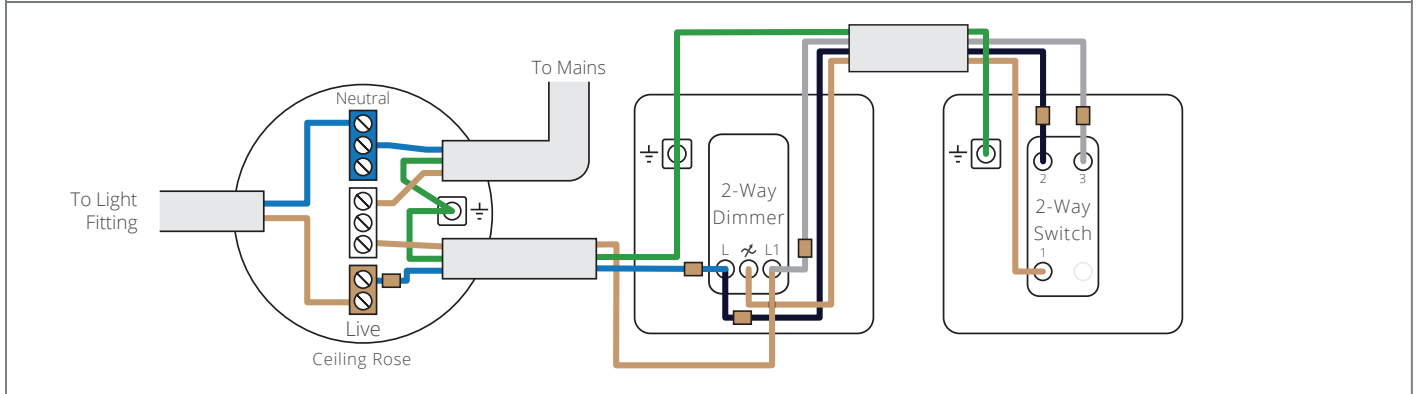 To Mains
Neutral
To Light
Fitting
Live
Ceiling Rose
2-Way
Dimmer
L
L1
2
3
2-Way
Switch
1